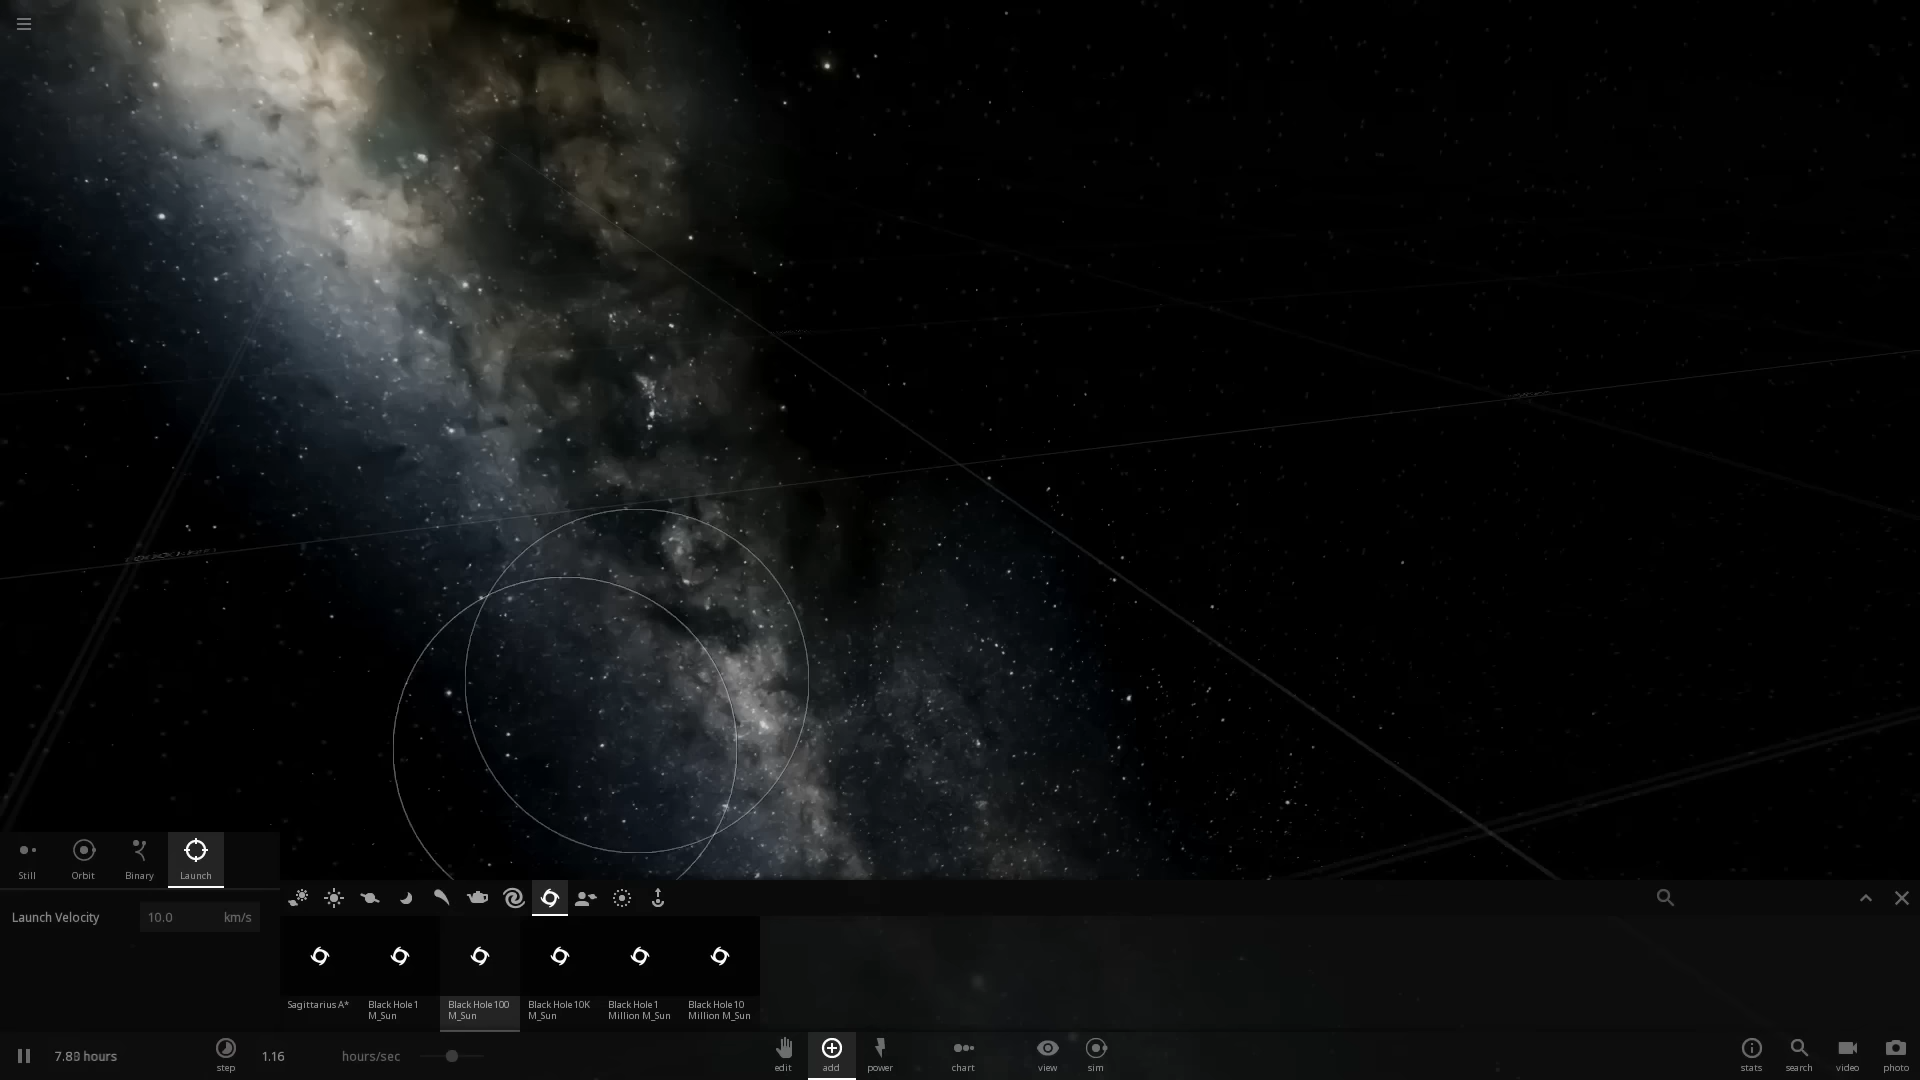 Still
Orbit
Binary
Launch
Launch Velocity
10.0
km/s
Sagittarius A*
Black Hole 1
M_Sun
Black Hole 100
M_Sun
Black Hole 10K
M_Sun
Black Hole 1
Million M_Sun
Black Hole 10
Million M_Sun
hours
step
1.16
hours/sec
edit
add
power
chart
view
sim
stats
search
video
photo